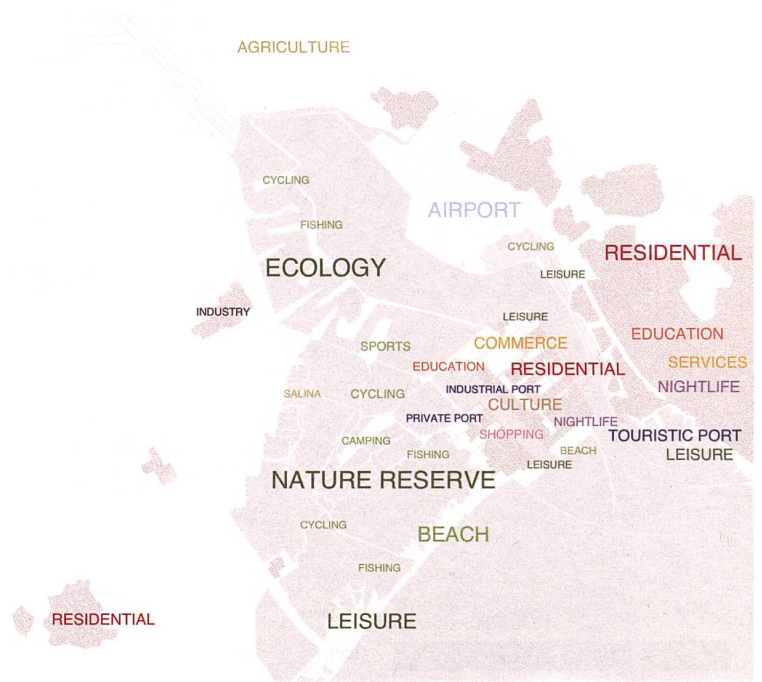 AGRICULTURE
CYCLING
AIRPORT
FISHING
CYCLING
RESIDENTIAL
ECOLOGY
LEISURE
INDUSTRY
LEISURE
EDUCATION
COMMERCE
SPORTS
SERVICES
EDUCATION
RESIDENTIAL
NIGHTLIFE
INDUSTRIAL PORT
SALINA
CYCLING
CULTURE
PRIVATE PORT
NIGHTLIFE
SHOPPING
TOURISTIC PORT
CAMPING
BEACH
FISHING
LEISURE
LEISURE
NATURE RESERVE
CYCLING
BEACH
FISHING
RESIDENTIAL
LEISURE